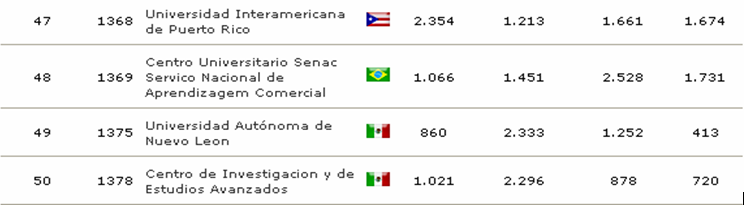 47 1368 Universidad Interamericana de Puerto Rico 2.354 1.213 1.661 1.674
48 1369 Centro Universitario Senac Servico Nacional de Aprendizagem Comercial 1.066 1.451 2.528 1.731
49 1375 Universidad Autónoma de Nuevo Leon 860 2.333 1.252 413
50 1378 Centro de Investigacion y de Estudios Avanzados 1.021 2.296 878 720